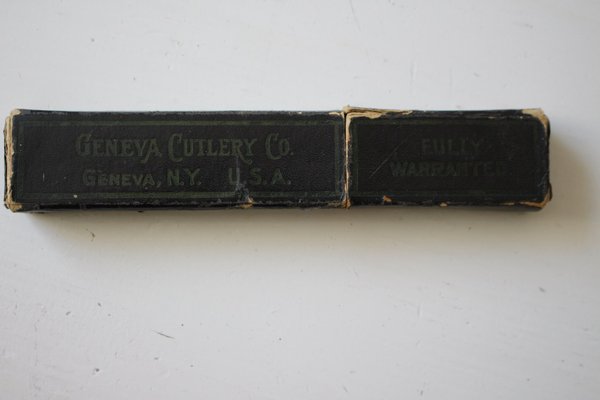 GENEVA CUTLERY CO.
GENEVA, N.Y. U.S.A.
FULLY
WARRANTED